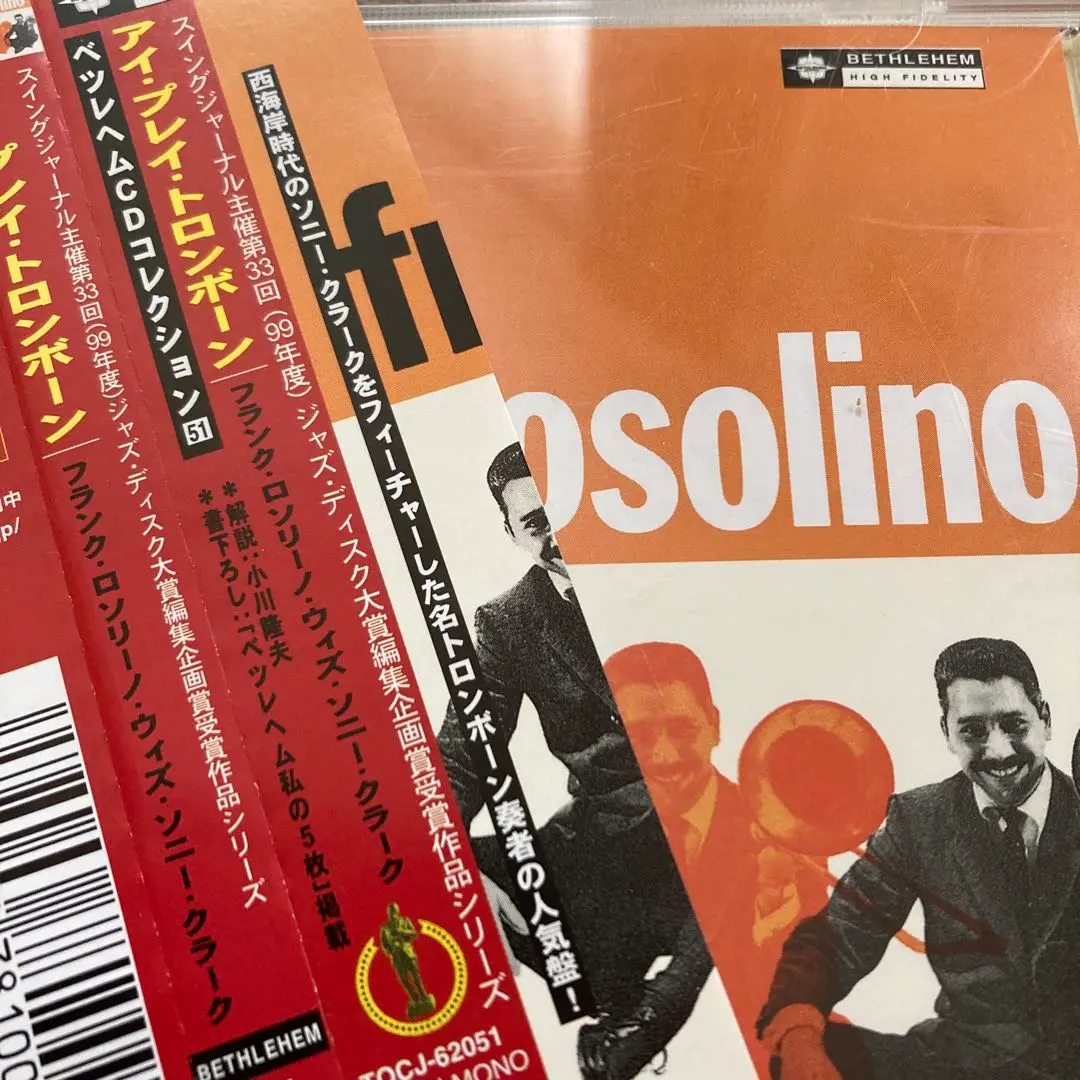 スイングジャーナル主催第33回(99年度)ジャズ・ディスク大賞編集企画賞受賞作品シリーズ
プレイ・トロンボーン
フランク・ロソリーノ・ウィズ・ソニー・クラーク
ベツレヘムCDコレクション51
スイングジャーナル主催第33回(99年度)ジャズ・ディスク大賞編集企画賞受賞作品シリーズ
アイ・プレイ・トロンボーン
フランク・ロンリーノ・ウィズ・ソニー・クラーク
*解説:小川隆夫
*書下ろし:「ベツレヘム私の5枚」掲載
西海岸時代のソニー・クラークをフィーチャーした名トロンボーン奏者の人気盤!
BETHLEHEM
TOCJ-62051
MONO
fi
BETHLEHEM
HIGH FIDELITY
osolino